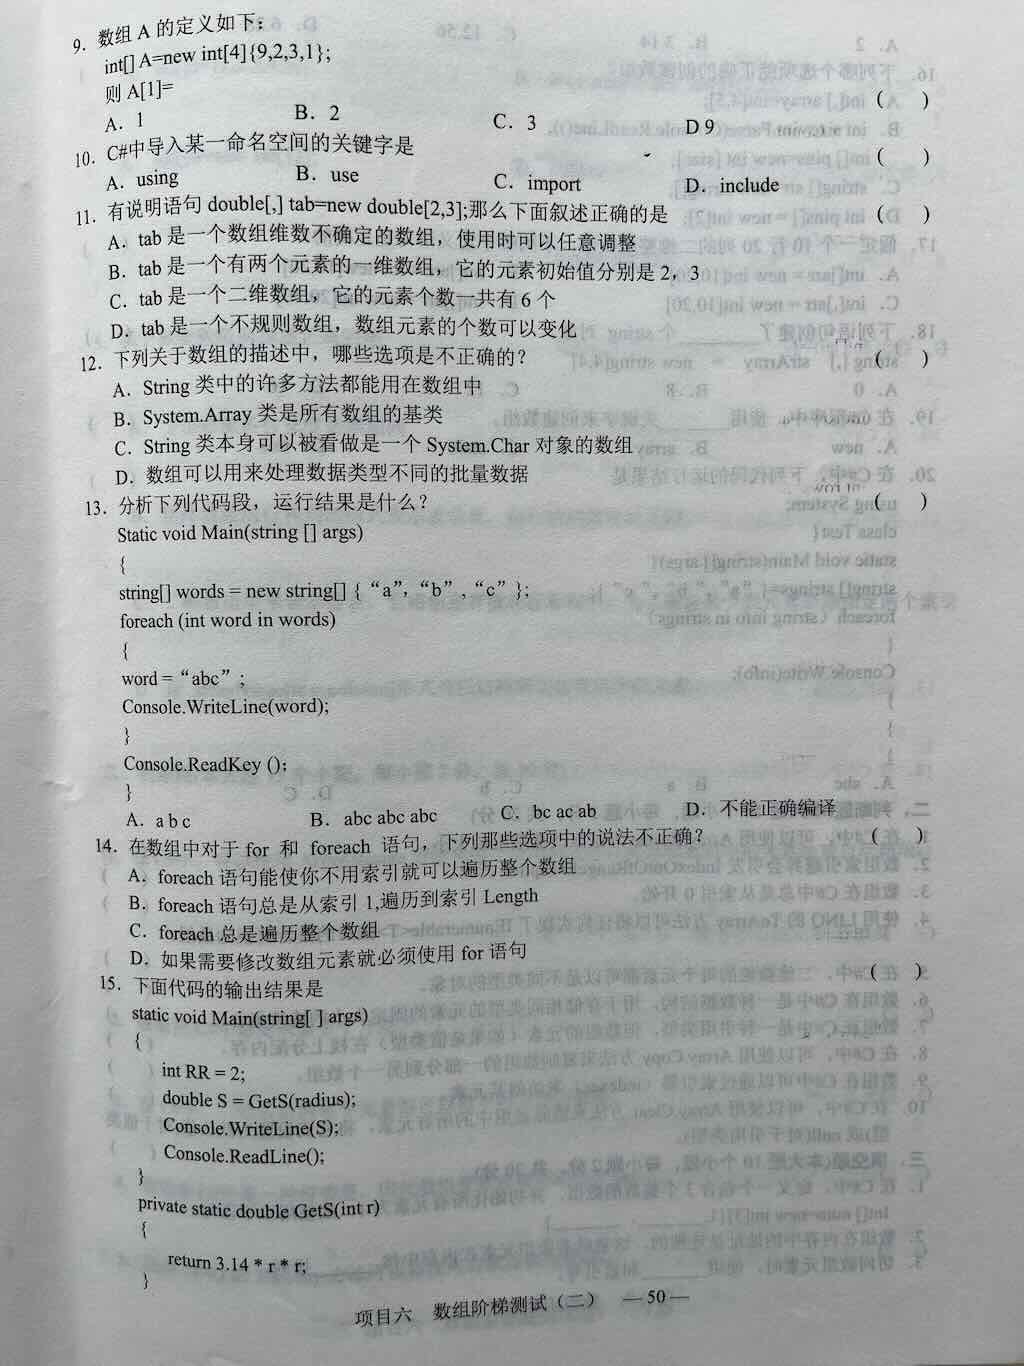 9. 数组 A 的定义如下：
int[] A=new int[4]{9,2,3,1};
则 A[1]= ( )
A. 1 B. 2 C. 3 D 9
10. C#中导入某一命名空间的关键字是 ( )
A. using B. use C. import D. include
11. 有说明语句 double[,] tab=new double[2,3];那么下面叙述正确的是 ( )
A. tab 是一个数组维数不确定的数组，使用时可以任意调整
B. tab 是一个有两个元素的一维数组，它的元素初始值分别是 2，3
C. tab 是一个二维数组，它的元素个数一共有 6 个
D. tab 是一个不规则数组，数组元素的个数可以变化
12. 下列关于数组的描述中，哪些选项是不正确的？ ( )
A. String 类中的许多方法都能用在数组中
B. System.Array 类是所有数组的基类
C. String 类本身可以被看做是一个 System.Char 对象的数组
D. 数组可以用来处理数据类型不同的批量数据
13. 分析下列代码段，运行结果是什么？ ( )
Static void Main(string [] args)
{
string[] words = new string[] { “a”，“b”，“c” };
foreach (int word in words)
{
word =“abc”；
Console.WriteLine(word);
}
Console.ReadKey ();
}
A. a b c B. abc abc abc C. bc ac ab D. 不能正确编译
14. 在数组中对于 for 和 foreach 语句，下列那些选项中的说法不正确？ ( )
A. foreach 语句能使你不用索引就可以遍历整个数组
B. foreach 语句总是从索引 1,遍历到索引 Length
C. foreach 总是遍历整个数组
D. 如果需要修改数组元素就必须使用 for 语句
15. 下面代码的输出结果是 ( )
static void Main(string[ ] args)
{
int RR = 2;
double S = GetS(radius);
Console.WriteLine(S);
Console.ReadLine();
}
private static double GetS(int r)
{
return 3.14 * r * r;
}
项目六 数组阶梯测试（二） — 50 —